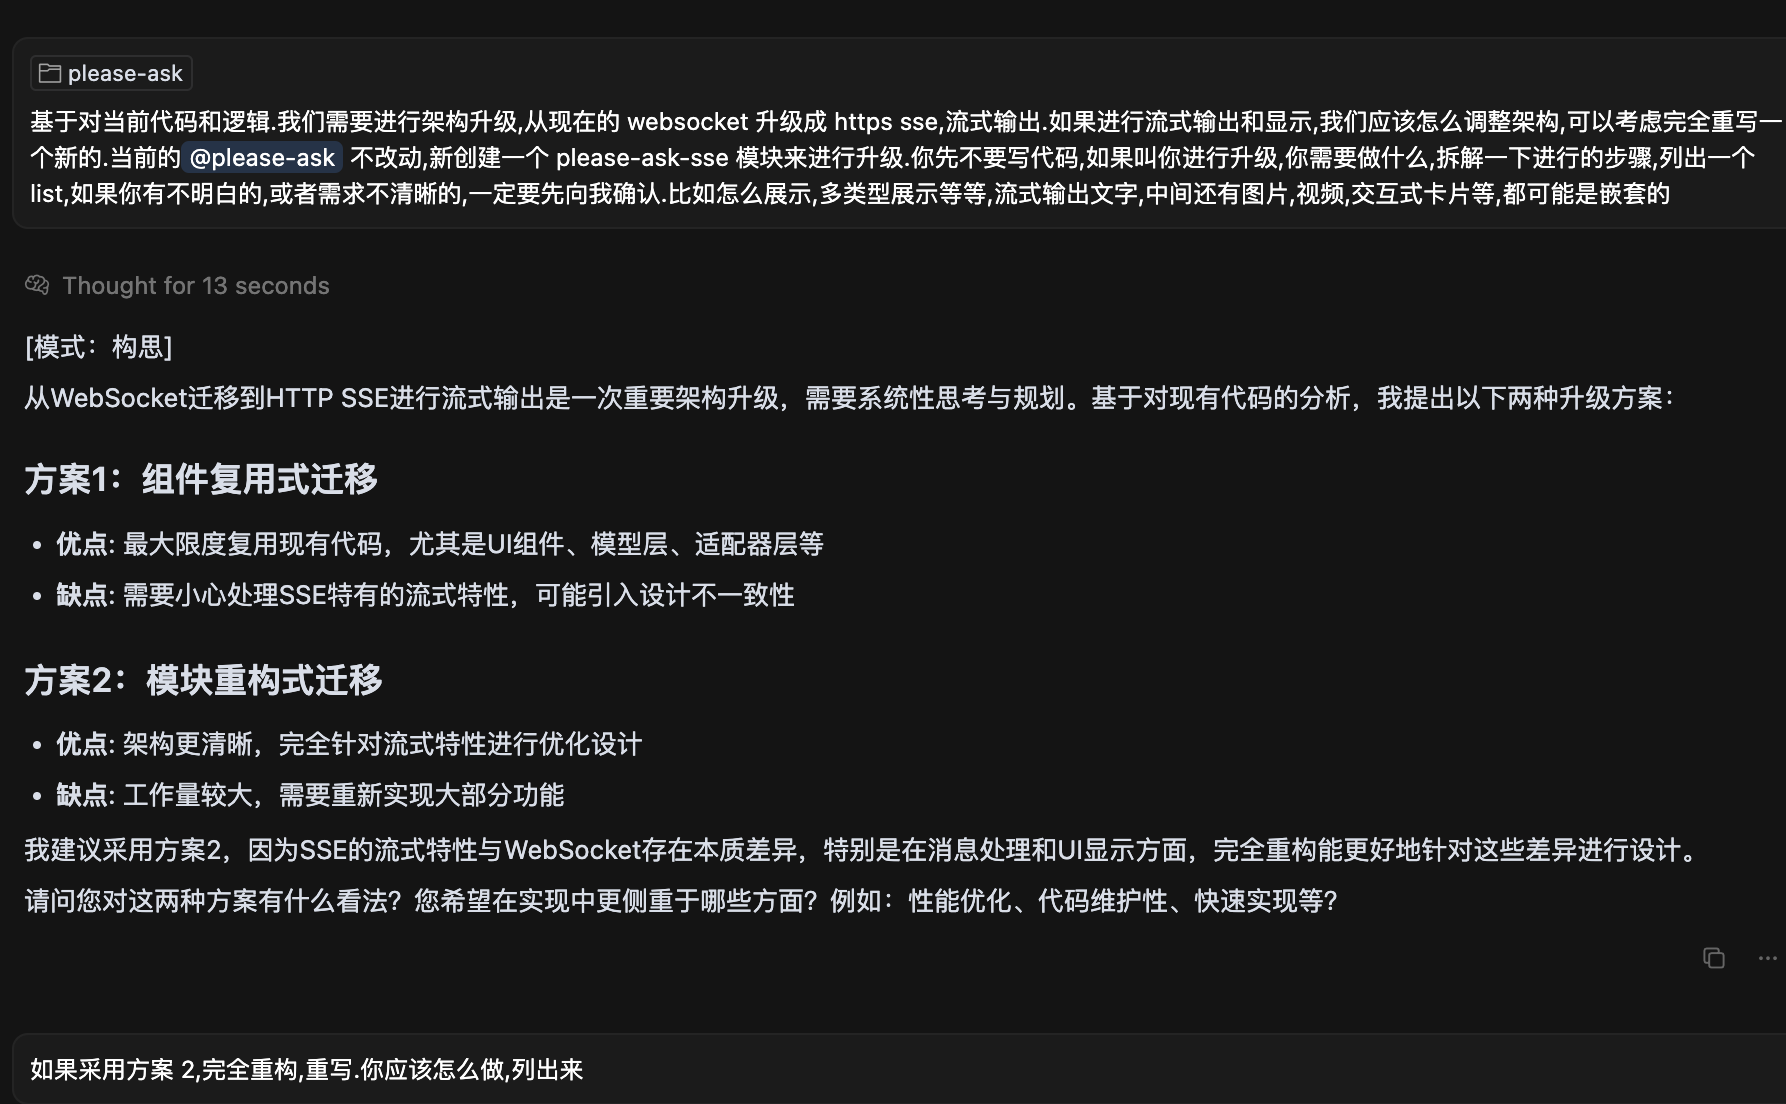 please-ask
基于对当前代码和逻辑.我们需要进行架构升级,从现在的 websocket 升级成 https sse,流式输出.如果进行流式输出和显示,我们应该怎么调整架构,可以考虑完全重写一
个新的.当前的 @please-ask 不改动,新创建一个 please-ask-sse 模块来进行升级.你先不要写代码,如果叫你进行升级,你需要做什么,拆解一下进行的步骤,列出一个
list,如果你有不明白的,或者需求不清晰的,一定要先向我确认.比如怎么展示,多类型展示等等,流式输出文字,中间还有图片,视频,交互式卡片等,都可能是嵌套的
Thought for 13 seconds
[模式：构思]
从WebSocket迁移到HTTP SSE进行流式输出是一次重要架构升级，需要系统性思考与规划。基于对现有代码的分析，我提出以下两种升级方案：
方案1：组件复用式迁移
• 优点: 最大限度复用现有代码，尤其是UI组件、模型层、适配器层等
• 缺点: 需要小心处理SSE特有的流式特性，可能引入设计不一致性
方案2：模块重构式迁移
• 优点: 架构更清晰，完全针对流式特性进行优化设计
• 缺点: 工作量较大，需要重新实现大部分功能
我建议采用方案2，因为SSE的流式特性与WebSocket存在本质差异，特别是在消息处理和UI显示方面，完全重构能更好地针对这些差异进行设计。
请问您对这两种方案有什么看法？您希望在实现中更侧重于哪些方面？例如：性能优化、代码维护性、快速实现等?
如果采用方案 2,完全重构,重写.你应该怎么做,列出来